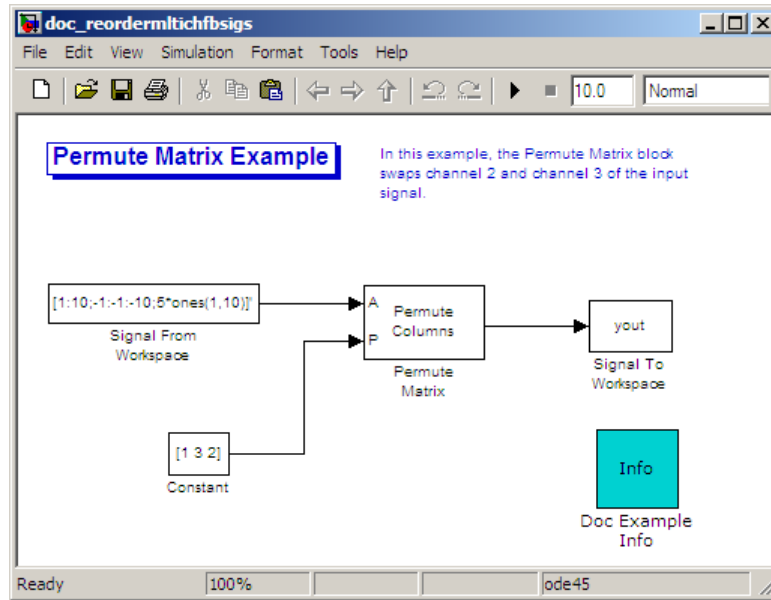 doc_reordermltichfbsigs
File Edit View Simulation Format Tools Help
10.0 Normal
Permute Matrix Example
In this example, the Permute Matrix block
swaps channel 2 and channel 3 of the input
signal.
[1:10;-1:-1:-10;5*ones(1,10)]'
Signal From
Workspace
A
P
Permute
Columns
Permute
Matrix
yout
Signal To
Workspace
[1 3 2]
Constant
Info
Doc Example
Info
Ready 100% ode45